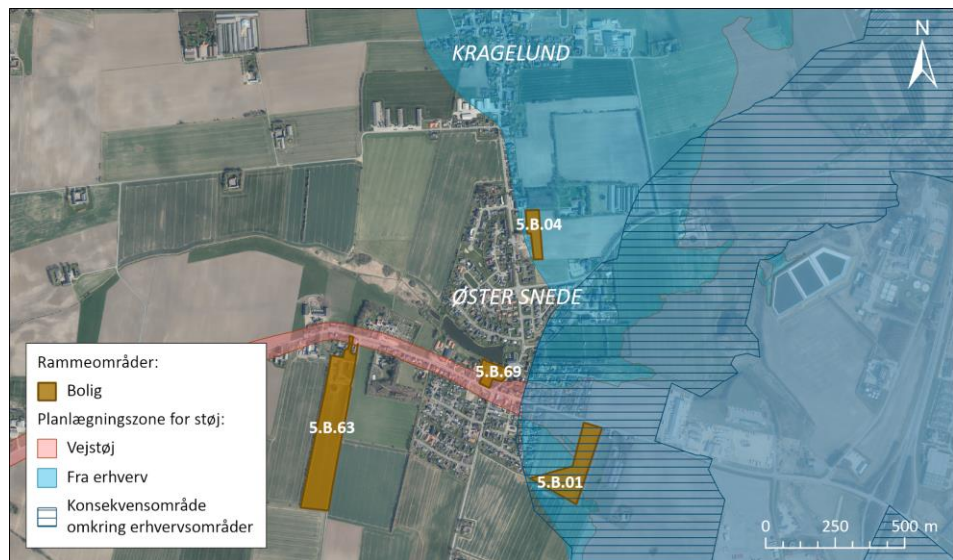 KRAGELUND
N
5.B.04
ØSTER SNEDE
5.B.69
5.B.63
5.B.01
Rammeområder:
Bolig
Planlægningszone for støj:
Vejstøj
Fra erhverv
Konsekvensområde
omkring erhvervsområder
0 250 500 m